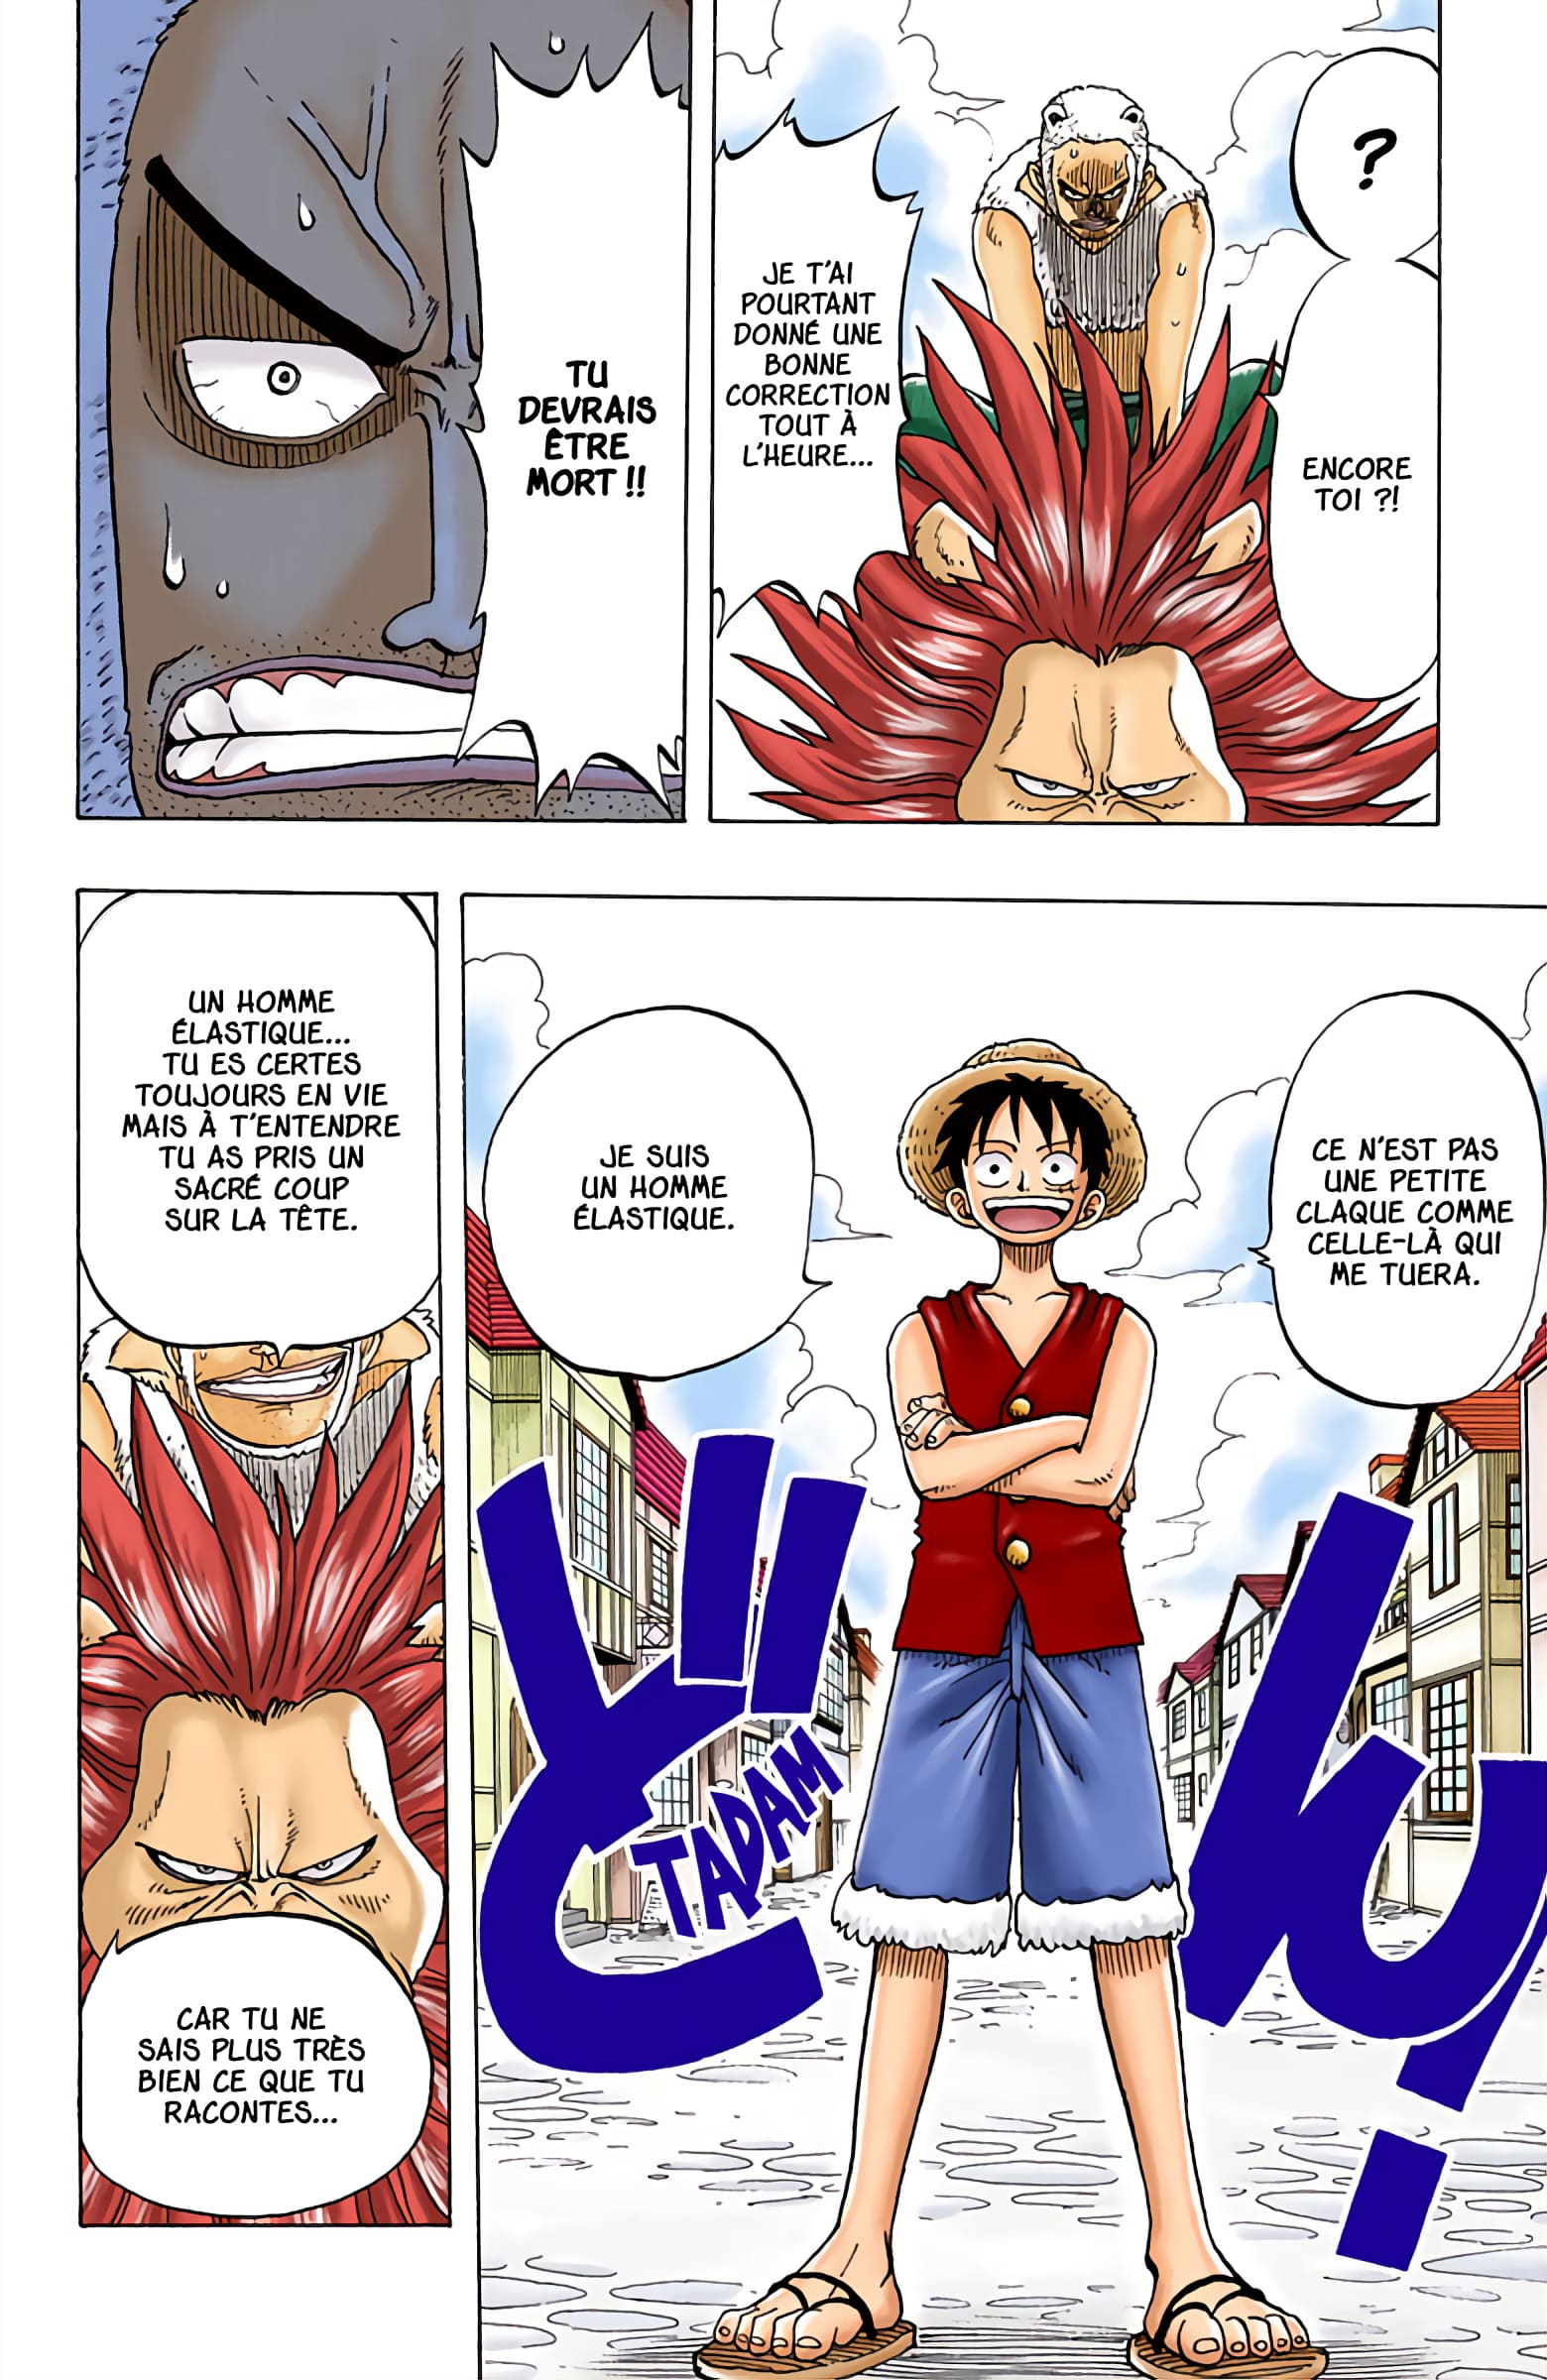 ?
ENCORE
TOI ?!
JE T'AI
POURTANT
DONNÉ UNE
BONNE
CORRECTION
TOUT À
L'HEURE...
TU
DEVRAIS
ÊTRE
MORT !!
CE N'EST PAS
UNE PETITE
CLAQUE COMME
CELLE-LÀ QUI
ME TUERA.
JE SUIS
UN HOMME
ÉLASTIQUE.
どん!
TADAM
UN HOMME
ÉLASTIQUE...
TU ES CERTES
TOUJOURS EN VIE
MAIS À T'ENTENDRE
TU AS PRIS UN
SACRÉ COUP
SUR LA TÊTE.
CAR TU NE
SAIS PLUS TRÈS
BIEN CE QUE TU
RACONTES...